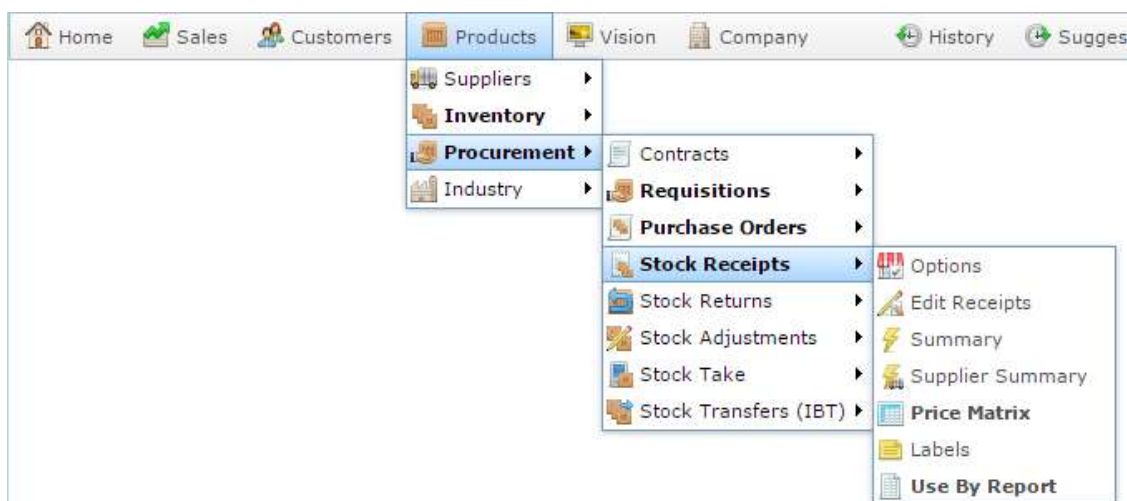 Home Sales Customers Products Vision Company History Sugges
Suppliers
Inventory
Procurement
Industry
Contracts
Requisitions
Purchase Orders
Stock Receipts
Stock Returns
Stock Adjustments
Stock Take
Stock Transfers (IBT)
Options
Edit Receipts
Summary
Supplier Summary
Price Matrix
Labels
Use By Report